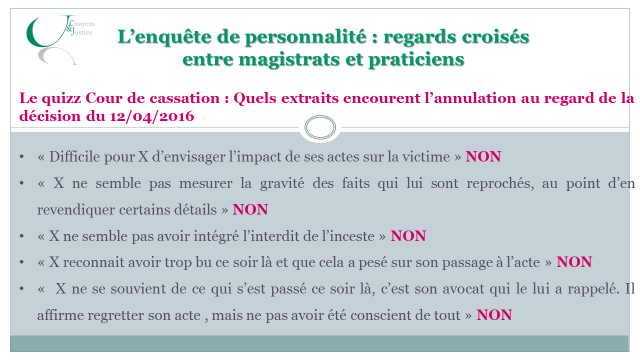 Citoyens
& Justice
L’enquête de personnalité : regards croisés
entre magistrats et praticiens
Le quizz Cour de cassation : Quels extraits encourent l’annulation au regard de la
décision du 12/04/2016
• « Difficile pour X d’envisager l’impact de ses actes sur la victime » NON
• « X ne semble pas mesurer la gravité des faits qui lui sont reprochés, au point d’en
revendiquer certains détails » NON
• « X ne semble pas avoir intégré l’interdit de l’inceste » NON
• « X reconnait avoir trop bu ce soir là et que cela a pesé sur son passage à l’acte » NON
• « X ne se souvient de ce qui s’est passé ce soir là, c’est son avocat qui le lui a rappelé. Il
affirme regretter son acte , mais ne pas avoir été conscient de tout » NON